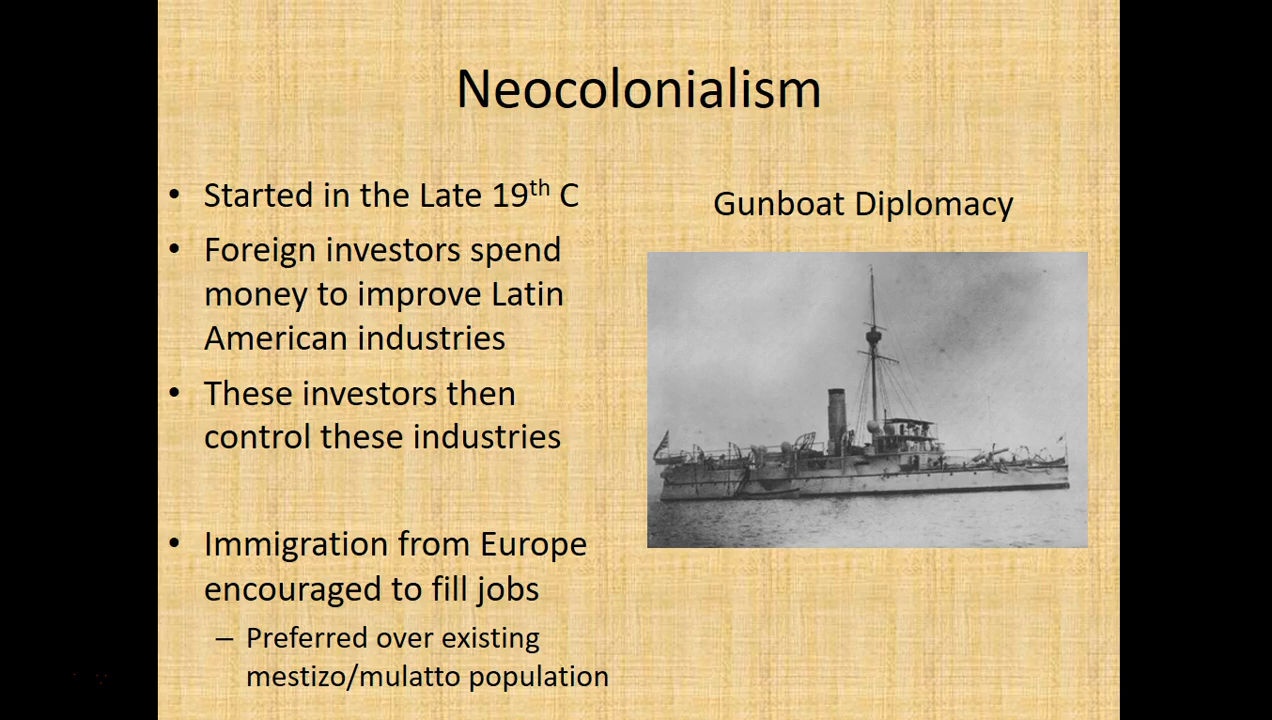 Neocolonialism
• Started in the Late 19th C
• Foreign investors spend
money to improve Latin
American industries
• These investors then
control these industries
• Immigration from Europe
encouraged to fill jobs
– Preferred over existing
mestizo/mulatto population
Gunboat Diplomacy